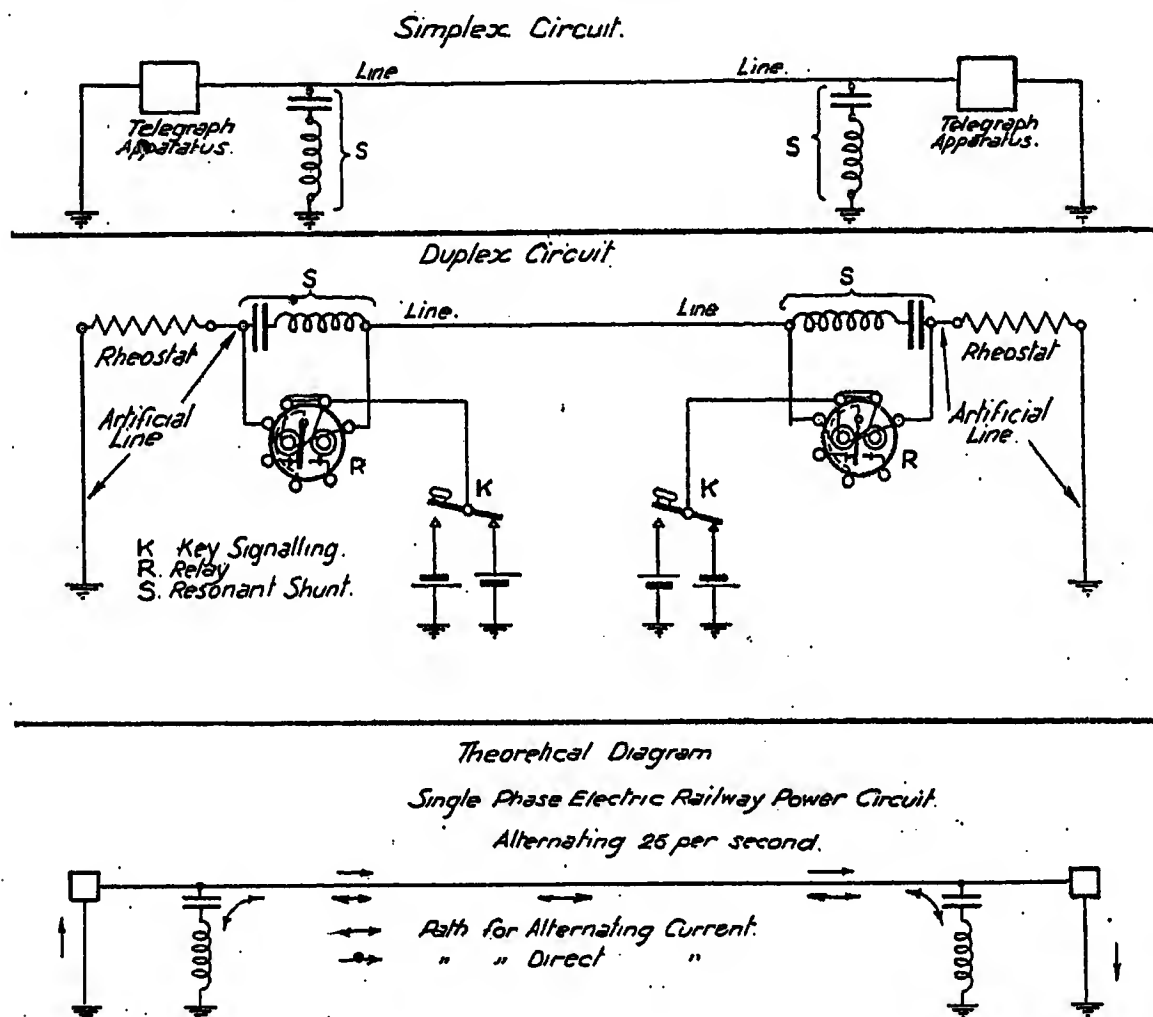 Simplex Circuit.
Line
Line.
Telegraph
Apparatus.
S
S
Telegraph
Apparatus.
Duplex Circuit
S
S
Line.
Line
Rheostat
Rheostat
Artificial
Line
Artificial
Line.
R
R
K
K
K Key Signalling.
R. Relay
S. Resonant Shunt.
Theoretical Diagram
Single Phase Electric Railway Power Circuit.
Alternating 25 per second.
Path for Alternating Current.
" " Direct "